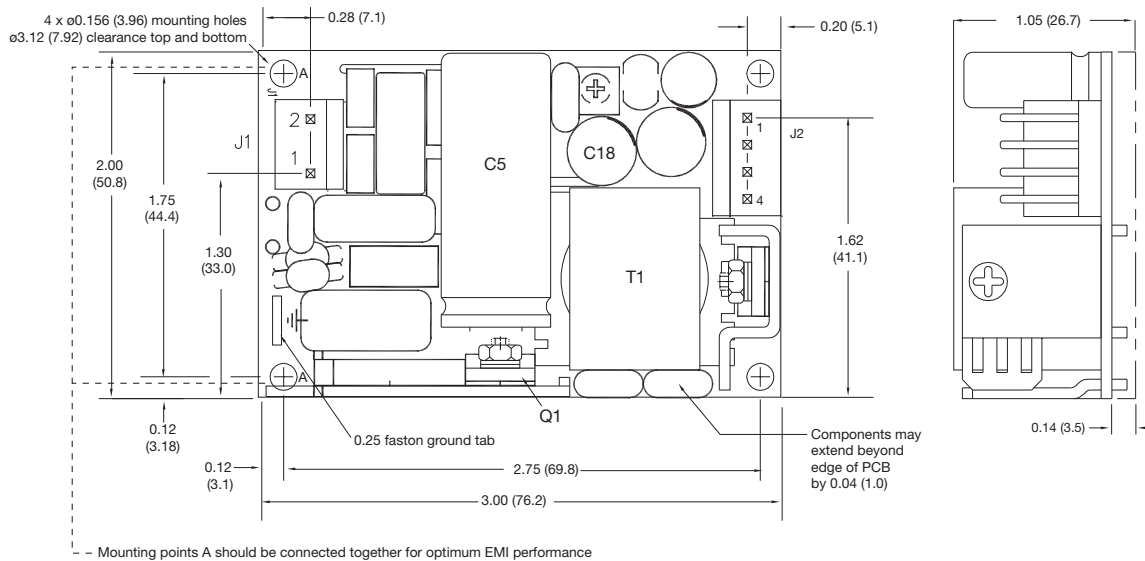 4 x ø0.156 (3.96) mounting holes
ø3.12 (7.92) clearance top and bottom
0.28 (7.1)
0.20 (5.1)
1.05 (26.7)
A
J1
J1
2
1
C5
C18
1
J2
4
2.00
(50.8)
1.75
(44.4)
1.30
(33.0)
1.62
(41.1)
T1
A
Q1
0.12
(3.18)
0.25 faston ground tab
Components may
extend beyond
edge of PCB
by 0.04 (1.0)
0.14 (3.5)
0.12
(3.1)
2.75 (69.8)
3.00 (76.2)
Mounting points A should be connected together for optimum EMI performance